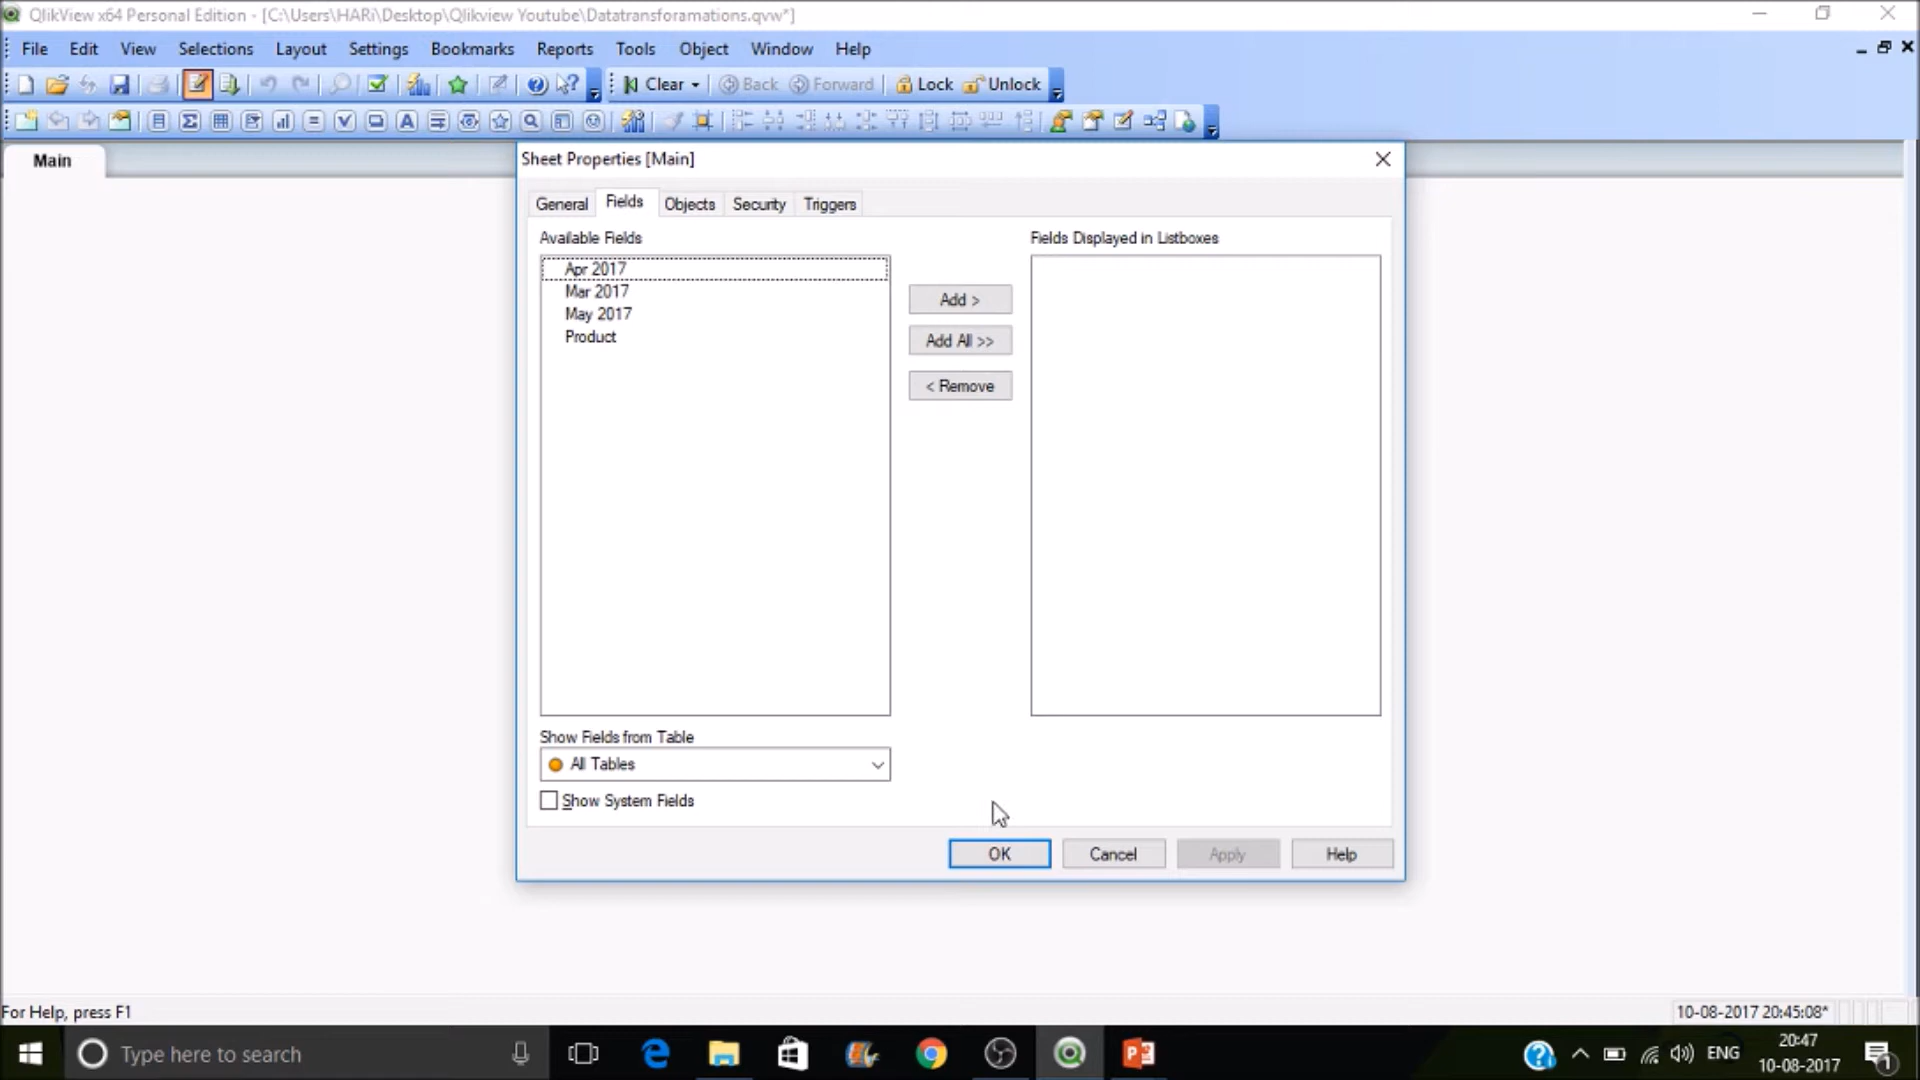 QlikView x64 Personal Edition - [C:\Users\HARi\Desktop\Qlikview Youtube\Datatransforamations.qvw*]
File Edit View Selections Layout Settings Bookmarks Reports Tools Object Window Help
Clear Back Forward Lock Unlock
Main
Sheet Properties [Main]
General Fields Objects Security Triggers
Available Fields
Fields Displayed in Listboxes
Apr 2017
Mar 2017
May 2017
Product
Add >
Add All >>
< Remove
Show Fields from Table
All Tables
Show System Fields
OK Cancel Apply Help
For Help, press F1
10-08-2017 20:45:08*
Type here to search
ENG
20:47
10-08-2017
1